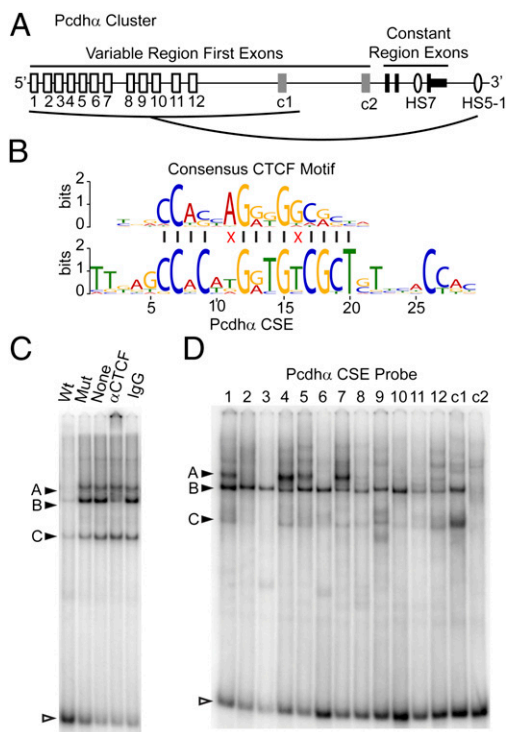 A
Pcdhα Cluster
Variable Region First Exons
Constant
Region Exons
5' 3'
1 2 3 4 5 6 7 8 9 10 11 12 c1 c2 HS7 HS5-1
B
Consensus CTCF Motif
2
1
0
bits
X X
2
1
0
bits
5 10 15 20 25
Pcdhα CSE
C
Wt Mut None αCTCF IgG
A
B
C
D
Pcdhα CSE Probe
1 2 3 4 5 6 7 8 9 10 11 12 c1 c2
A
B
C